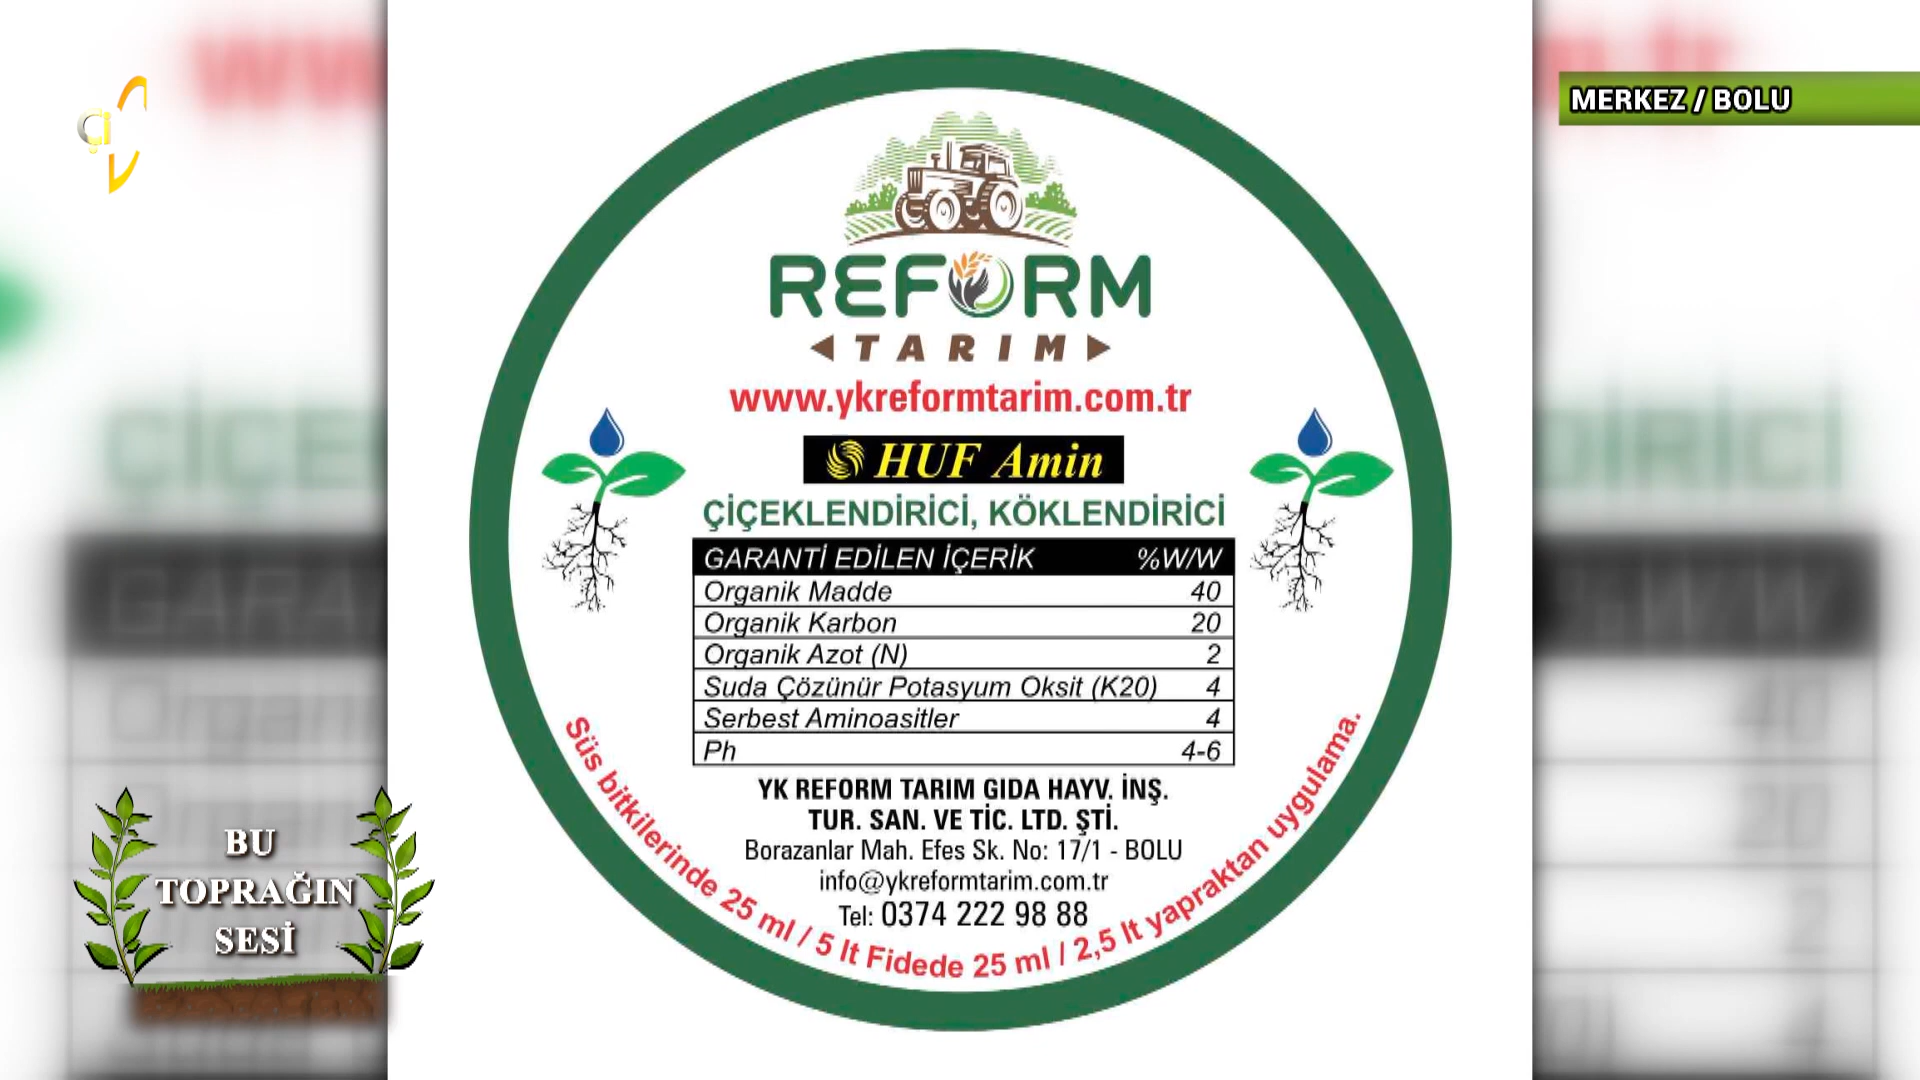 Çi
MERKEZ / BOLU
REFORM
TARIM
www.ykreformtarim.com.tr
HUF Amin
ÇİÇEKLENDİRİCİ, KÖKLENDİRİCİ
GARANTİ EDİLEN İÇERİK %W/W
Organik Madde 40
Organik Karbon 20
Organik Azot (N) 2
Suda Çözünür Potasyum Oksit (K20) 4
Serbest Aminoasitler 4
Ph 4-6
YK REFORM TARIM GIDA HAYV. İNŞ.
TUR. SAN. VE TİC. LTD. ŞTİ.
Borazanlar Mah. Efes Sk. No: 17/1 - BOLU
info@ykreformtarim.com.tr
Tel: 0374 222 98 88
Süs bitkilerinde 25 ml / 5 lt Fidede 25 ml / 2,5 lt yapraktan uygulama.
BU
TOPRAĞIN
SESİ